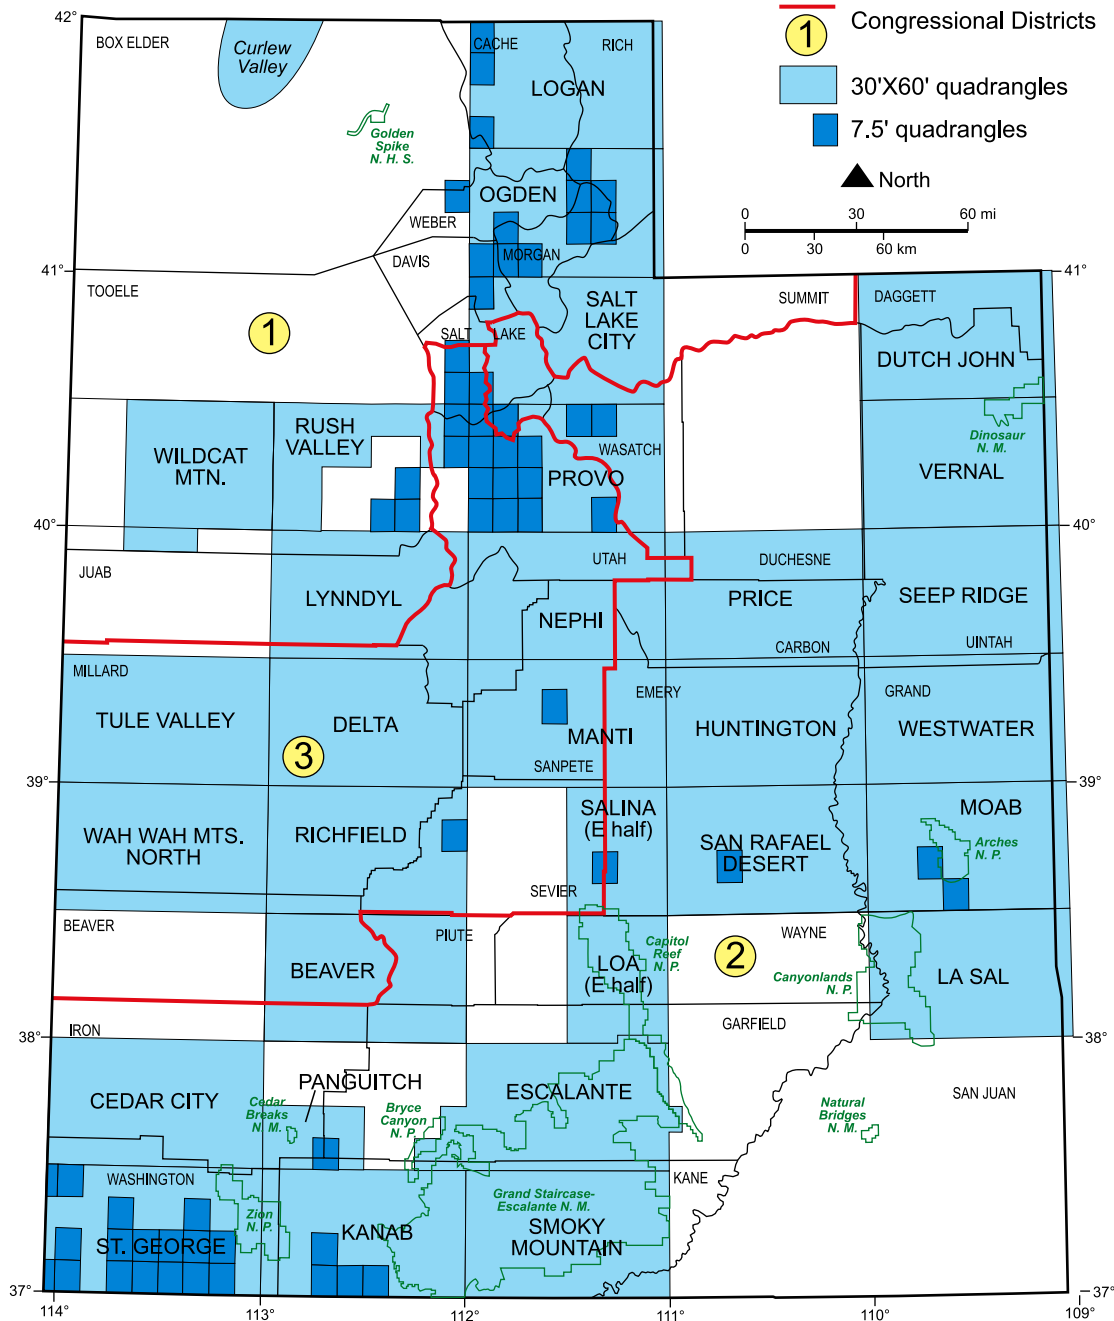 42°
BOX ELDER
Curlew
Valley
CACHE
RICH
LOGAN
Golden
Spike
N. H. S.
1
Congressional Districts
30'X60' quadrangles
7.5' quadrangles
North
0
30
60 mi
0
30
60 km
OGDEN
WEBER
DAVIS
MORGAN
41°
TOOELE
1
SALT
LAKE
SALT
LAKE
CITY
SUMMIT
DAGGETT
41°
DUTCH JOHN
Dinosaur
N. M.
RUSH
VALLEY
WILDCAT
MTN.
WASATCH
PROVO
VERNAL
40°
40°
JUAB
UTAH
DUCHESNE
LYNNDYL
NEPHI
PRICE
SEEP RIDGE
CARBON
UINTAH
MILLARD
EMERY
GRAND
TULE VALLEY
DELTA
MANTI
HUNTINGTON
WESTWATER
3
SANPETE
39°
39°
WAH WAH MTS.
NORTH
RICHFIELD
SALINA
(E half)
SAN RAFAEL
DESERT
MOAB
Arches
N. P.
SEVIER
BEAVER
PIUTE
WAYNE
BEAVER
LOA
(E half)
Capitol
Reef
N. P.
2
Canyonlands
N. P.
LA SAL
IRON
GARFIELD
38°
38°
CEDAR CITY
PANGUITCH
ESCALANTE
Cedar
Breaks
N. M.
Bryce
Canyon
N. P.
Natural
Bridges
N. M.
SAN JUAN
WASHINGTON
KANE
Zion
N. P.
Grand Staircase-
Escalante N. M.
ST. GEORGE
KANAB
SMOKY
MOUNTAIN
37°
37°
114°
113°
112°
111°
110°
109°